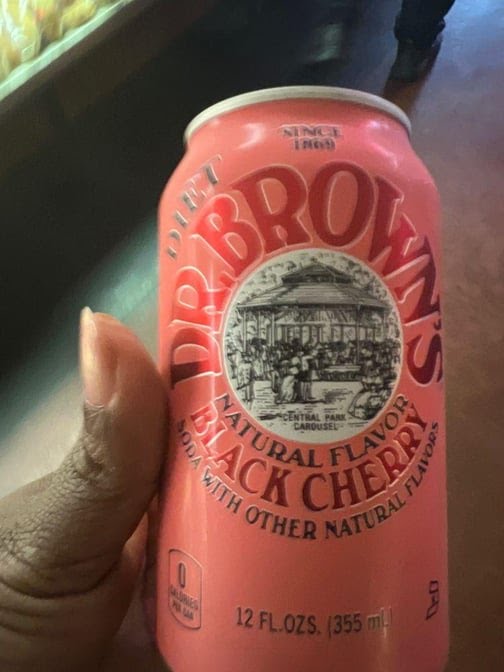 SINCE
1869
DIET
DR. BROWN'S
CENTRAL PARK
CAROUSEL
NATURAL FLAVOR
BLACK CHERRY
SODA WITH OTHER NATURAL FLAVORS
0
CALORIES
PER CAN
12 FL.OZS. (355 mL)